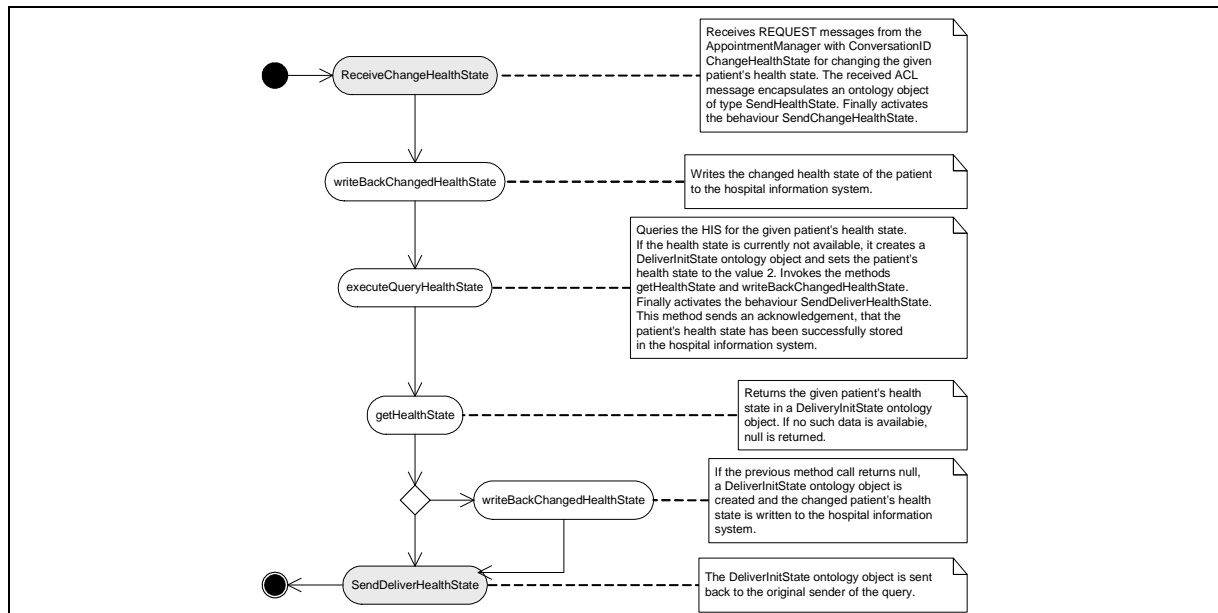 ReceiveChangeHealthState
Receives REQUEST messages from the
AppointmentManager with ConversationID
ChangeHealthState for changing the given
patient's health state. The received ACL
message encapsulates an ontology object
of type SendHealthState. Finally activates
the behaviour SendChangeHealthState.
writeBackChangedHealthState
Writes the changed health state of the patient
to the hospital information system.
executeQueryHealthState
Queries the HIS for the given patient's health state.
If the health state is currently not available, it creates a
DeliverInitState ontology object and sets the patient's
health state to the value 2. Invokes the methods
getHealthState and writeBackChangedHealthState.
Finally activates the behaviour SendDeliverHealthState.
This method sends an acknowledgement, that the
patient's health state has been successfully stored
in the hospital information system.
getHealthState
Returns the given patient's health
state in a DeliveryInitState ontology
object. If no such data is available,
null is returned.
writeBackChangedHealthState
If the previous method call returns null,
a DeliverInitState ontology object is
created and the changed patient's health
state is written to the hospital information
system.
SendDeliverHealthState
The DeliverInitState ontology object is sent
back to the original sender of the query.